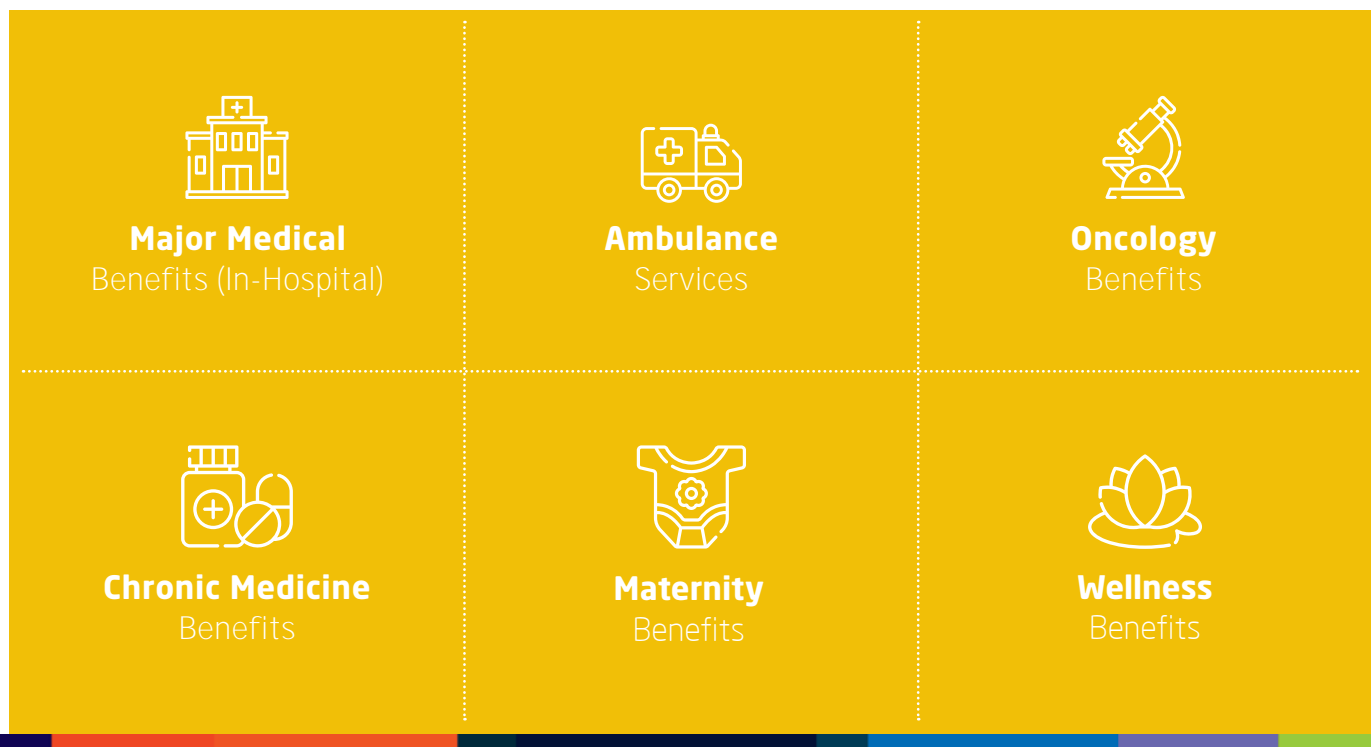 Major Medical
Benefits (In-Hospital)
Ambulance
Services
Oncology
Benefits
Chronic Medicine
Benefits
Maternity
Benefits
Wellness
Benefits